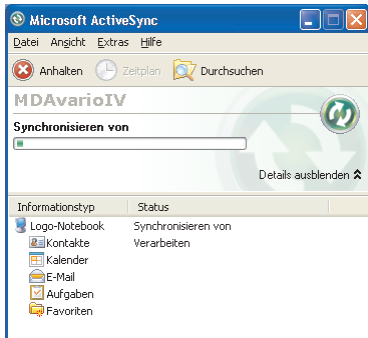 Microsoft ActiveSync
Datei Ansicht Extras Hilfe
Anhalten Zeitplan Durchsuchen
MDAvarioIV
Synchronisieren von
Details ausblenden
Informationstyp Status
Logo-Notebook Synchronisieren von
Kontakte Verarbeiten
Kalender
E-Mail
Aufgaben
Favoriten